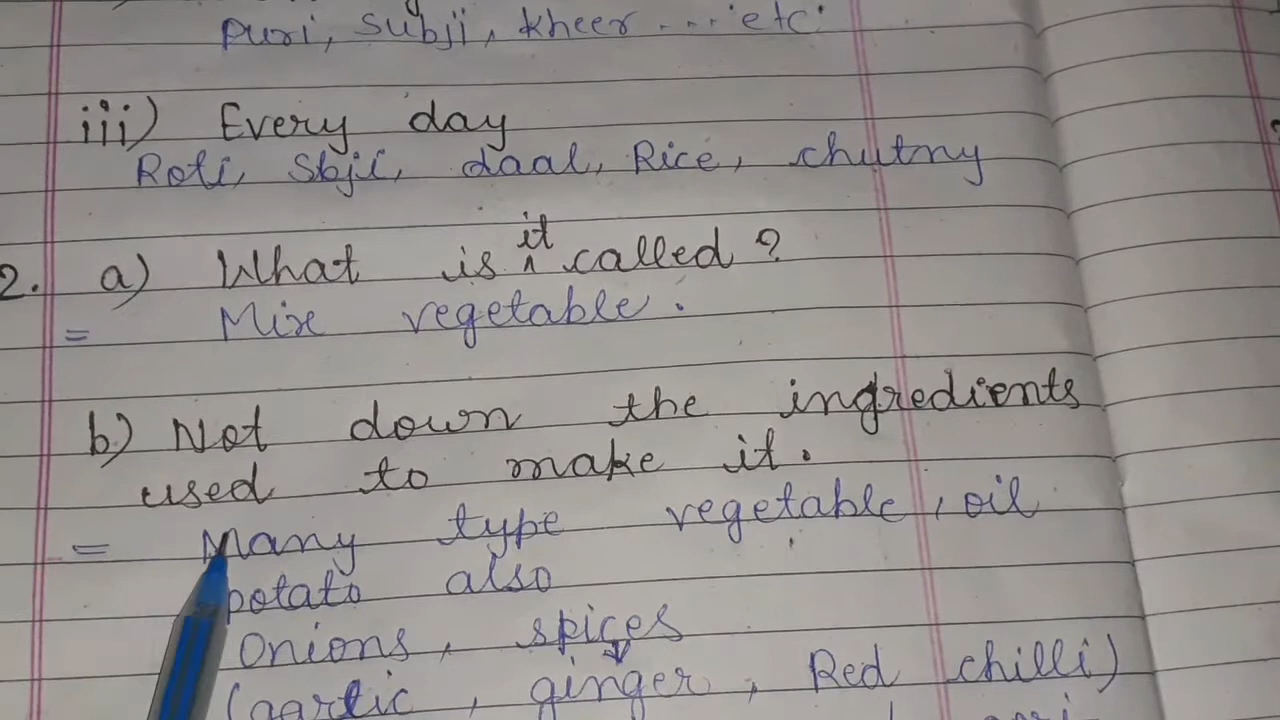 Puri, Subji, kheer ... etc.
iii) Every day
Roti, Sbji, daal, Rice, chutny
2. a) What is it called?
= Mix vegetable.
b) Not down the ingredients
used to make it.
= Many type vegetable, oil
potato also
Onions, spices
(garlic, ginger, Red chilli)